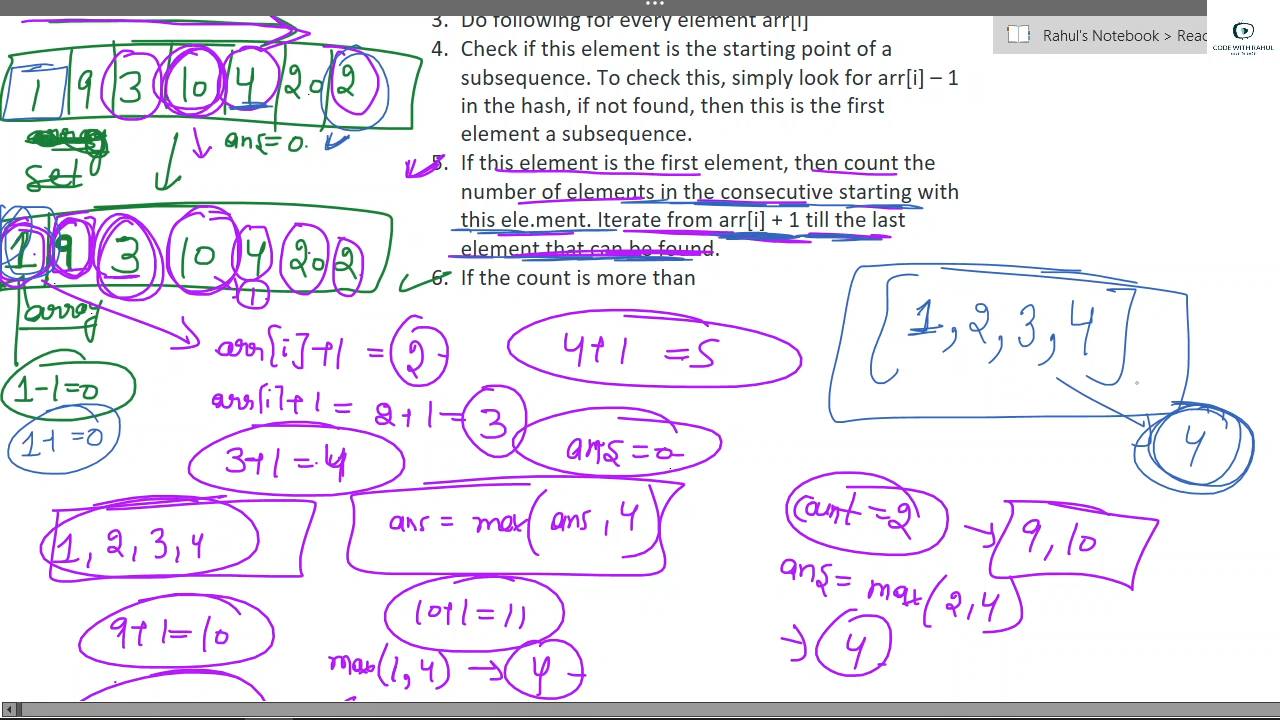 3. Do following for every element arr[i]
4. Check if this element is the starting point of a
subsequence. To check this, simply look for arr[i] – 1
in the hash, if not found, then this is the first
element a subsequence.
5. If this element is the first element, then count the
number of elements in the consecutive starting with
this ele.ment. Iterate from arr[i] + 1 till the last
element that can be found.
6. If the count is more than
Rahul's Notebook > Reac
CODE WITH RAHUL
1 9 3 10 4 20 2
ans = 0.
set
1 9 3 10 4 20 2
1
array
1-1=0
arr[i]+1 = 2
arr[i]+1 = 2+1 = 3
3+1 = 4
4+1 = 5
ans = 0
1, 2, 3, 4
4
1, 2, 3, 4
ans = max(ans, 4)
9+1=10
10+1=11
max(1,4) → 4
count = 2 → 9, 10
ans = max(2,4)
→ 4